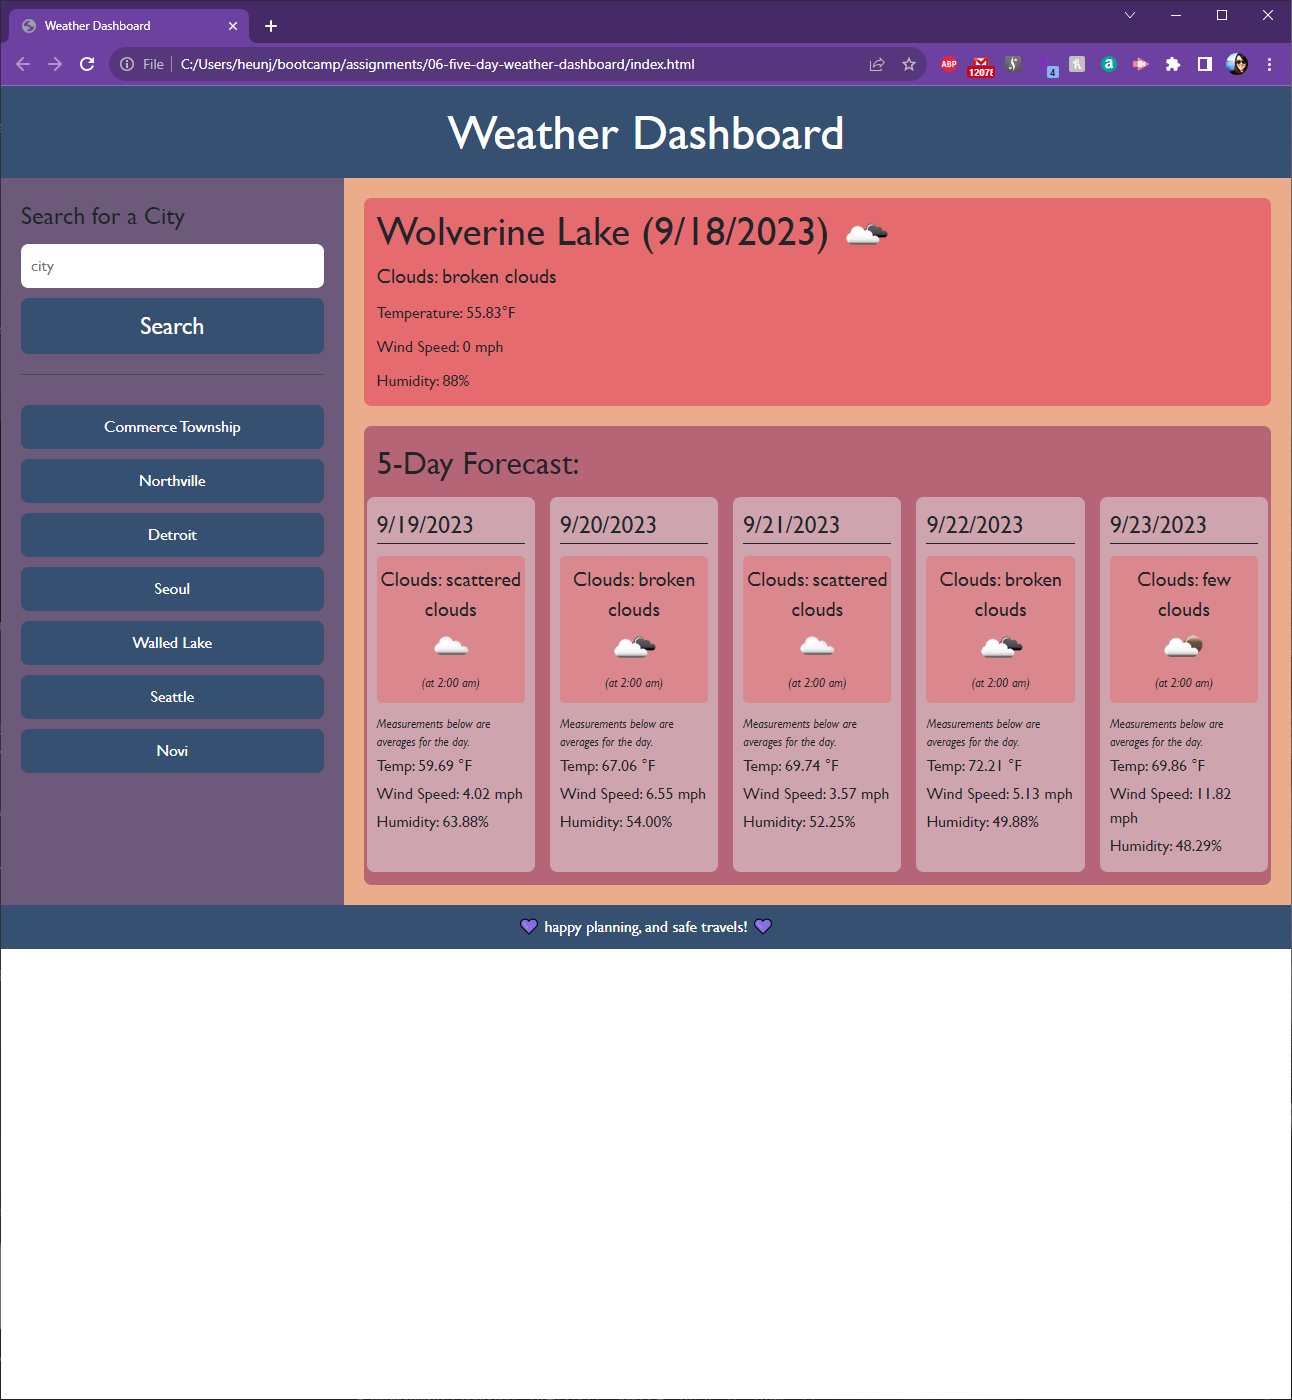 Weather Dashboard
File
C:/Users/heunj/bootcamp/assignments/06-five-day-weather-dashboard/index.html
ABP
12078
4
a
Weather Dashboard
Search for a City
city
Search
Commerce Township
Northville
Detroit
Seoul
Walled Lake
Seattle
Novi
Wolverine Lake (9/18/2023)
Clouds: broken clouds
Temperature: 55.83°F
Wind Speed: 0 mph
Humidity: 88%
5-Day Forecast:
9/19/2023
Clouds: scattered
clouds
(at 2:00 am)
Measurements below are
averages for the day.
Temp: 59.69 °F
Wind Speed: 4.02 mph
Humidity: 63.88%
9/20/2023
Clouds: broken
clouds
(at 2:00 am)
Measurements below are
averages for the day.
Temp: 67.06 °F
Wind Speed: 6.55 mph
Humidity: 54.00%
9/21/2023
Clouds: scattered
clouds
(at 2:00 am)
Measurements below are
averages for the day.
Temp: 69.74 °F
Wind Speed: 3.57 mph
Humidity: 52.25%
9/22/2023
Clouds: broken
clouds
(at 2:00 am)
Measurements below are
averages for the day.
Temp: 72.21 °F
Wind Speed: 5.13 mph
Humidity: 49.88%
9/23/2023
Clouds: few
clouds
(at 2:00 am)
Measurements below are
averages for the day.
Temp: 69.86 °F
Wind Speed: 11.82
mph
Humidity: 48.29%
💜 happy planning, and safe travels! 💜